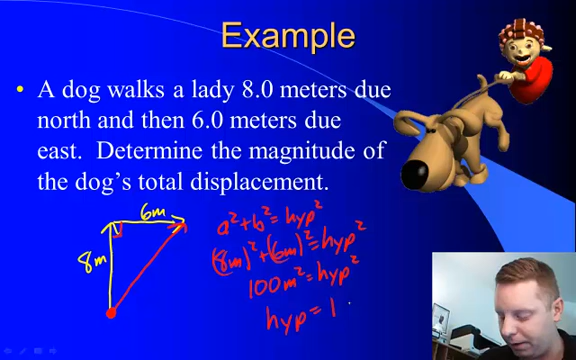 Example
• A dog walks a lady 8.0 meters due
north and then 6.0 meters due
east. Determine the magnitude of
the dog's total displacement.
6m
8m
a²+b²=hyp²
(8m)²+(6m)²=hyp²
100m²=hyp²
hyp=1